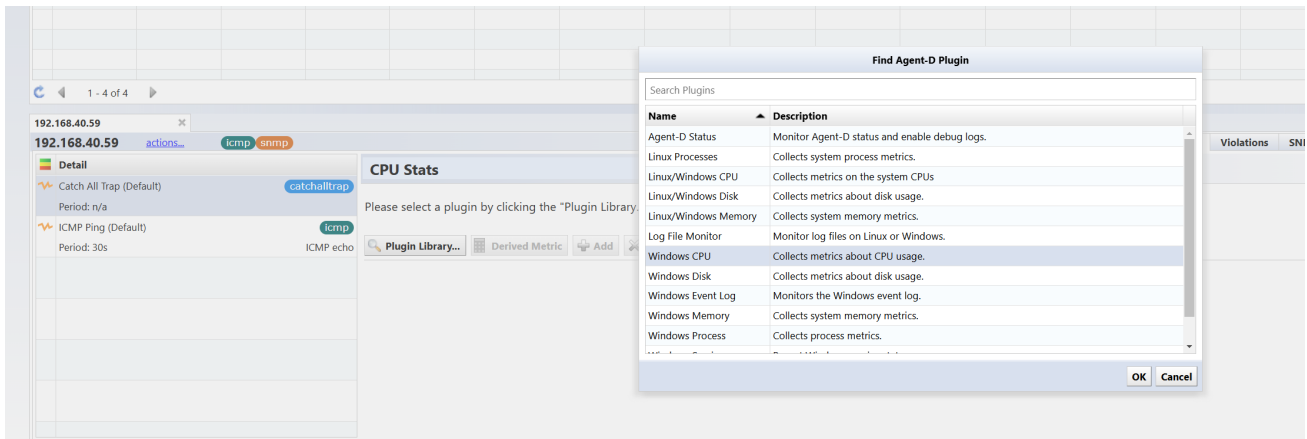 1 - 4 of 4
192.168.40.59
192.168.40.59 actions... icmp snmp
Detail
Catch All Trap (Default) catchalltrap
Period: n/a
ICMP Ping (Default) icmp
Period: 30s ICMP echo
CPU Stats
Please select a plugin by clicking the "Plugin Library.
Plugin Library... Derived Metric Add
Find Agent-D Plugin
Search Plugins
Name Description
Agent-D Status Monitor Agent-D status and enable debug logs.
Linux Processes Collects system process metrics.
Linux/Windows CPU Collects metrics on the system CPUs
Linux/Windows Disk Collects metrics about disk usage.
Linux/Windows Memory Collects system memory metrics.
Log File Monitor Monitor log files on Linux or Windows.
Windows CPU Collects metrics about CPU usage.
Windows Disk Collects metrics about disk usage.
Windows Event Log Monitors the Windows event log.
Windows Memory Collects system memory metrics.
Windows Process Collects process metrics.
OK Cancel
Violations